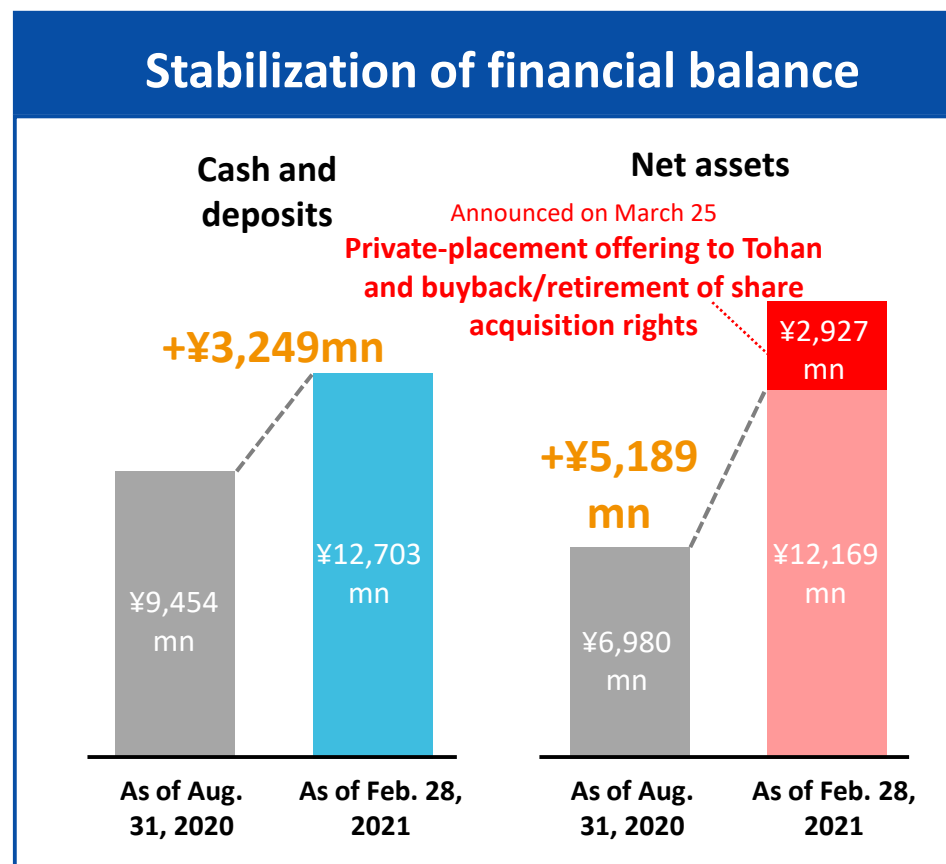 Stabilization of financial balance
Cash and
deposits
+¥3,249mn
¥9,454
mn
¥12,703
mn
As of Aug.
31, 2020
As of Feb. 28,
2021
Net assets
Announced on March 25
Private-placement offering to Tohan
and buyback/retirement of share
acquisition rights
+¥5,189
mn
¥2,927
mn
¥6,980
mn
¥12,169
mn
As of Aug.
31, 2020
As of Feb. 28,
2021